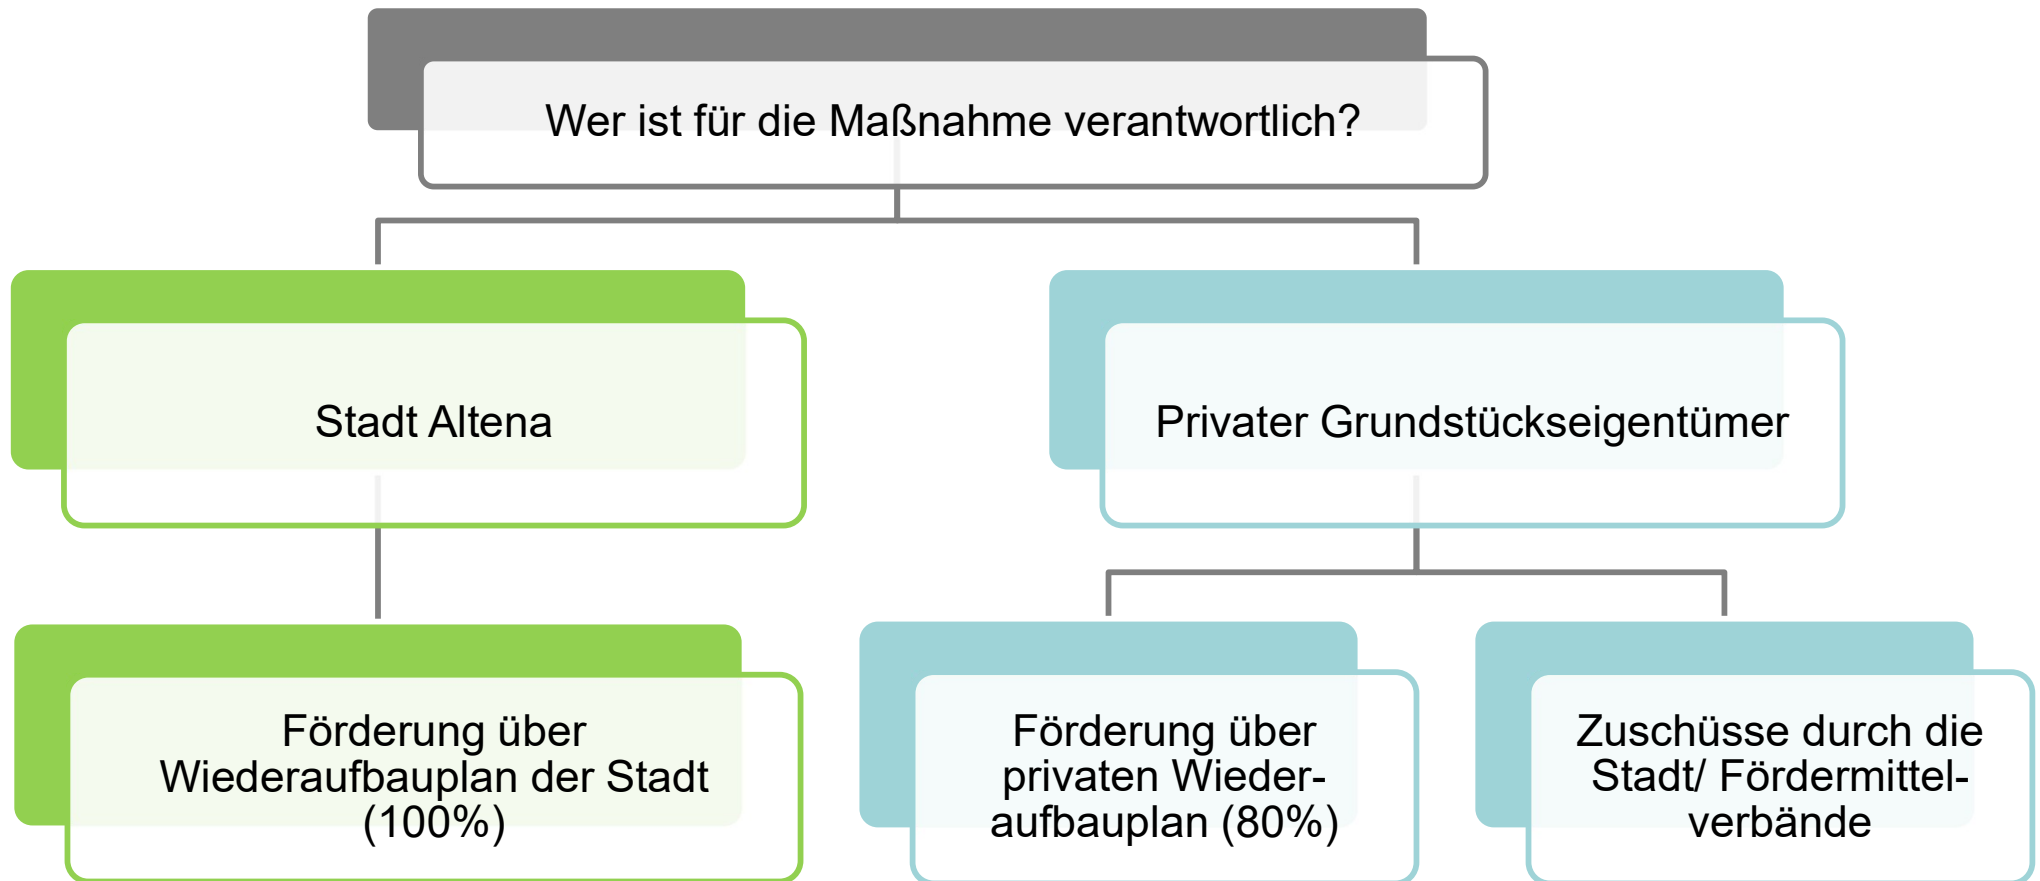 Wer ist für die Maßnahme verantwortlich?
Stadt Altena
Privater Grundstückseigentümer
Förderung über
Wiederaufbauplan der Stadt
(100%)
Förderung über
privaten Wieder-
aufbauplan (80%)
Zuschüsse durch die
Stadt/ Fördermittel-
verbände